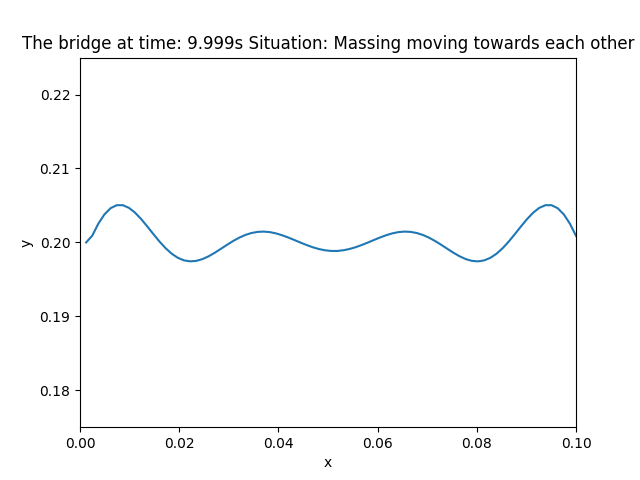 The bridge at time: 9.999s Situation: Massing moving towards each other
0.22
0.21
0.20
0.19
0.18
y
0.00 0.02 0.04 0.06 0.08 0.10
x